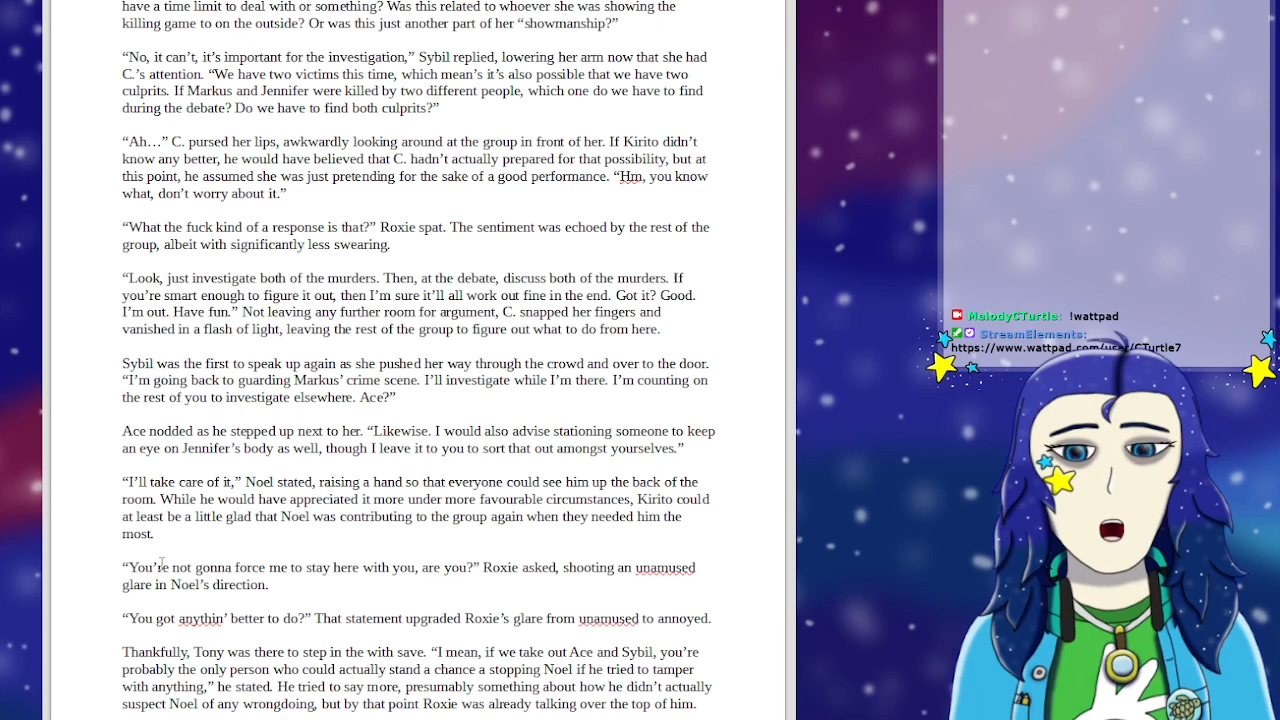 have a time limit to deal with or something? Was this related to whoever she was showing the
killing game to on the outside? Or was this just another part of her “showmanship?”
“No, it can’t, it’s important for the investigation,” Sybil replied, lowering her arm now that she had
C.’s attention. “We have two victims this time, which mean’s it’s also possible that we have two
culprits. If Markus and Jennifer were killed by two different people, which one do we have to find
during the debate? Do we have to find both culprits?”
“Ah…” C. pursed her lips, awkwardly looking around at the group in front of her. If Kirito didn’t
know any better, he would have believed that C. hadn’t actually prepared for that possibility, but at
this point, he assumed she was just pretending for the sake of a good performance. “Hm, you know
what, don’t worry about it.”
“What the fuck kind of a response is that?” Roxie spat. The sentiment was echoed by the rest of the
group, albeit with significantly less swearing.
“Look, just investigate both of the murders. Then, at the debate, discuss both of the murders. If
you’re smart enough to figure it out, then I’m sure it’ll all work out fine in the end. Got it? Good.
I’m out. Have fun.” Not leaving any further room for argument, C. snapped her fingers and
vanished in a flash of light, leaving the rest of the group to figure out what to do from here.
Sybil was the first to speak up again as she pushed her way through the crowd and over to the door.
“I’m going back to guarding Markus’ crime scene. I’ll investigate while I’m there. I’m counting on
the rest of you to investigate elsewhere. Ace?”
Ace nodded as he stepped up next to her. “Likewise. I would also advise stationing someone to keep
an eye on Jennifer’s body as well, though I leave it to you to sort that out amongst yourselves.”
“I’ll take care of it,” Noel stated, raising a hand so that everyone could see him up the back of the
room. While he would have appreciated it more under more favourable circumstances, Kirito could
at least be a little glad that Noel was contributing to the group again when they needed him the
most.
“You’re not gonna force me to stay here with you, are you?” Roxie asked, shooting an unamused
glare in Noel’s direction.
“You got anythin’ better to do?” That statement upgraded Roxie’s glare from unamused to annoyed.
Thankfully, Tony was there to step in the with save. “I mean, if we take out Ace and Sybil, you’re
probably the only person who could actually stand a chance a stopping Noel if he tried to tamper
with anything,” he stated. He tried to say more, presumably something about how he didn’t actually
suspect Noel of any wrongdoing, but by that point Roxie was already talking over the top of him.
MelodyCTurtle: !wattpad
StreamElements:
https://www.wattpad.com/user/CTurtle7